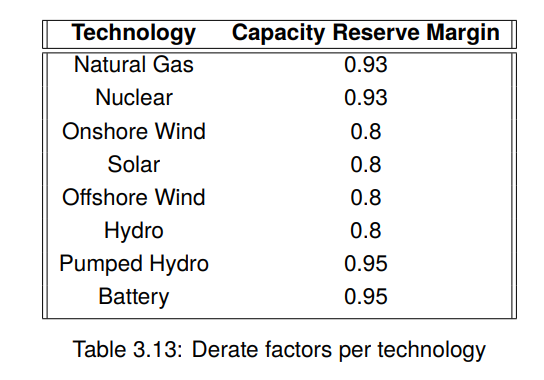 Technology Capacity Reserve Margin
Natural Gas 0.93
Nuclear 0.93
Onshore Wind 0.8
Solar 0.8
Offshore Wind 0.8
Hydro 0.8
Pumped Hydro 0.95
Battery 0.95
Table 3.13: Derate factors per technology